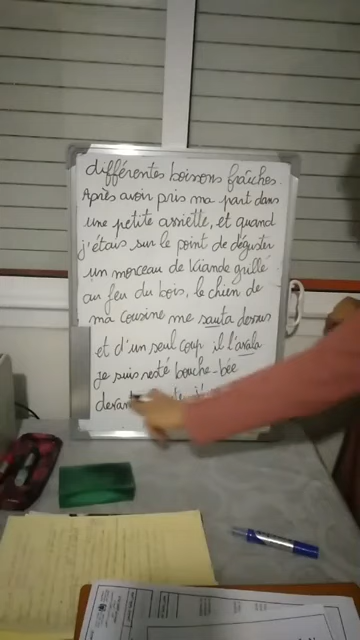 différentes boissons fraîches.
Après avoir pris ma part dans
une petite assiette, et quand
j'étais sur le point de déguster
un morceau de viande grillé
au feu du bois, le chien de
ma cousine me sauta dessus
et d'un seul coup il l'avala
je suis resté bouche-bée